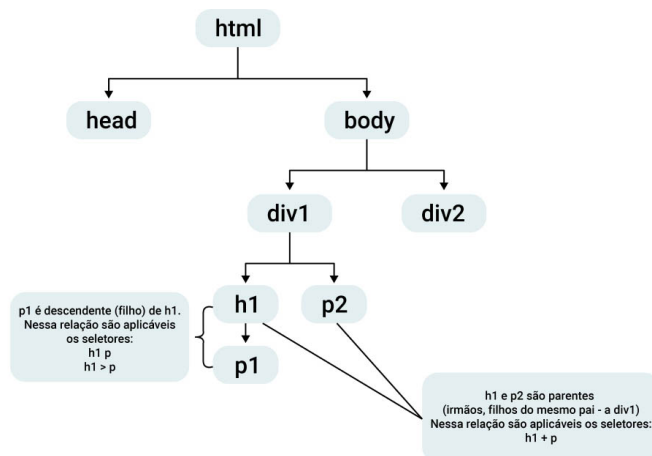 html
head
body
div1
div2
h1
p2
p1 é descendente (filho) de h1.
Nessa relação são aplicáveis
os seletores:
h1 p
h1 > p
p1
h1 e p2 são parentes
(irmãos, filhos do mesmo pai - a div1)
Nessa relação são aplicáveis os seletores:
h1 + p